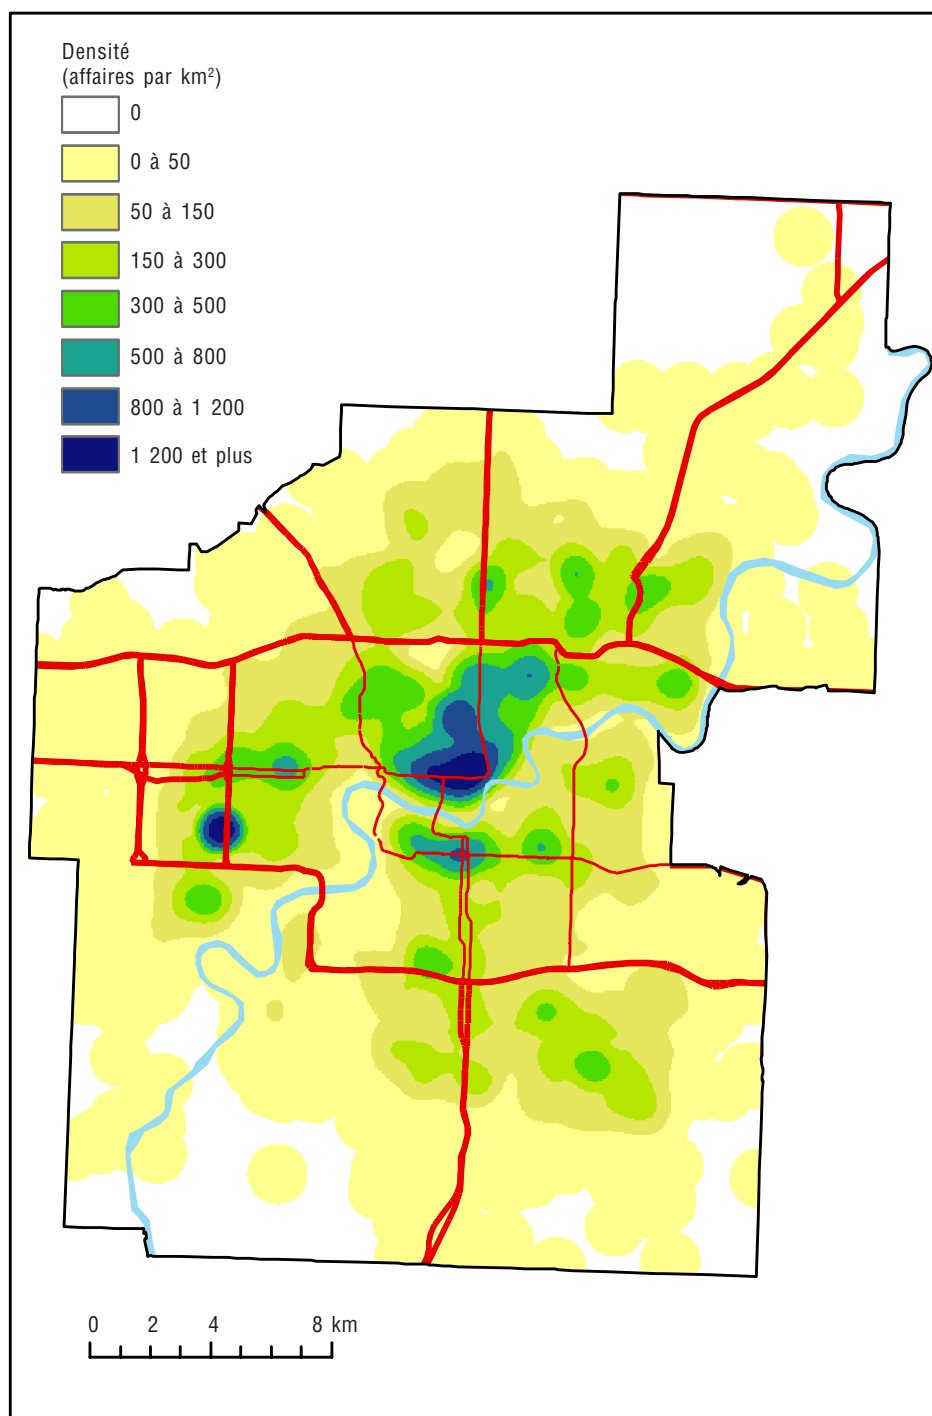 Densité
(affaires par km²)
0
0 à 50
50 à 150
150 à 300
300 à 500
500 à 800
800 à 1 200
1 200 et plus
0 2 4 8 km